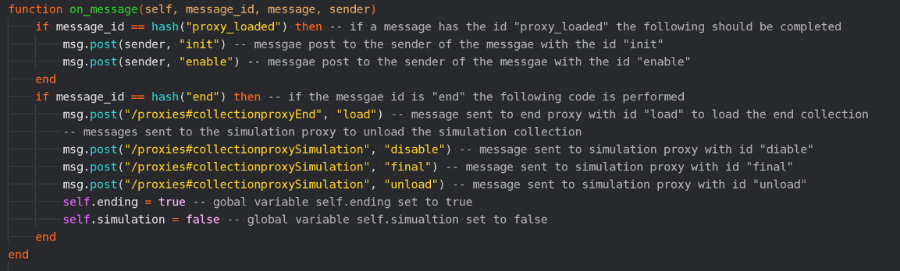 function on_message(self, message_id, message, sender)
if message_id == hash("proxy_loaded") then -- if a message has the id "proxy_loaded"  the following should be completed
msg.post(sender, "init") -- messgae post to the sender of the messgae with the id "init"
msg.post(sender, "enable") -- messgae post to the sender of the messgae with the id "enable"
end
if message_id == hash("end") then -- if the messgae id is "end" the following code is performed
msg.post("/proxies#collectionproxyEnd", "load") -- message sent to end proxy with id "load" to load the end collection
-- messages sent to the simulation proxy to unload the simulation collection
msg.post("/proxies#collectionproxySimulation", "disable") -- message sent to simulation proxy with id "diable"
msg.post("/proxies#collectionproxySimulation", "final") -- message sent to simulation proxy with id "final"
msg.post("/proxies#collectionproxySimulation", "unload") -- message sent to simulation proxy with id "unload"
self.ending = true -- gobal variable self.ending set to true
self.simulation = false -- global variable self.simualtion set to false
end
end